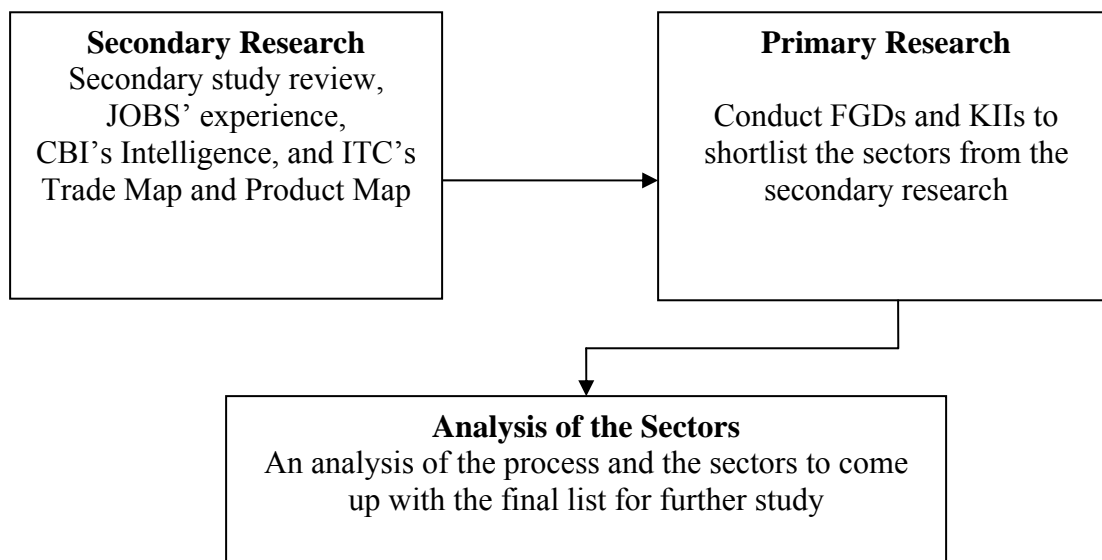 Secondary Research
Secondary study review,
JOBS’ experience,
CBI’s Intelligence, and ITC’s
Trade Map and Product Map
Primary Research
Conduct FGDs and KIIs to
shortlist the sectors from the
secondary research
Analysis of the Sectors
An analysis of the process and the sectors to come
up with the final list for further study